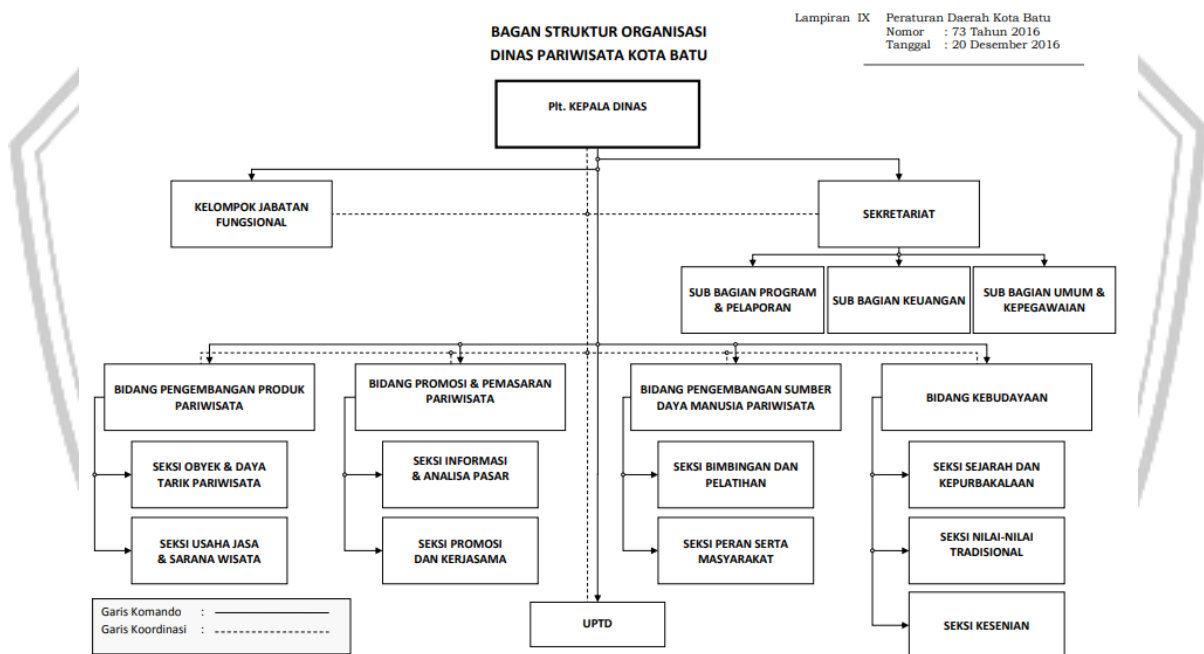 Lampiran IX Peraturan Daerah Kota Batu
Nomor : 73 Tahun 2016
Tanggal : 20 Desember 2016
BAGAN STRUKTUR ORGANISASI
DINAS PARIWISATA KOTA BATU
Plt. KEPALA DINAS
KELOMPOK JABATAN
FUNGSIONAL
SEKRETARIAT
SUB BAGIAN PROGRAM
& PELAPORAN
SUB BAGIAN KEUANGAN
SUB BAGIAN UMUM &
KEPEGAWAIAN
BIDANG PENGEMBANGAN PRODUK
PARIWISATA
BIDANG PROMOSI & PEMASARAN
PARIWISATA
BIDANG PENGEMBANGAN SUMBER
DAYA MANUSIA PARIWISATA
BIDANG KEBUDAYAAN
SEKSI OBYEK & DAYA
TARIK PARIWISATA
SEKSI INFORMASI
& ANALISA PASAR
SEKSI BIMBINGAN DAN
PELATIHAN
SEKSI SEJARAH DAN
KEPURBAKALAAN
SEKSI USAHA JASA
& SARANA WISATA
SEKSI PROMOSI
DAN KERJASAMA
SEKSI PERAN SERTA
MASYARAKAT
SEKSI NILAI-NILAI
TRADISIONAL
UPTD
SEKSI KESENIAN
Garis Komando :
Garis Koordinasi :